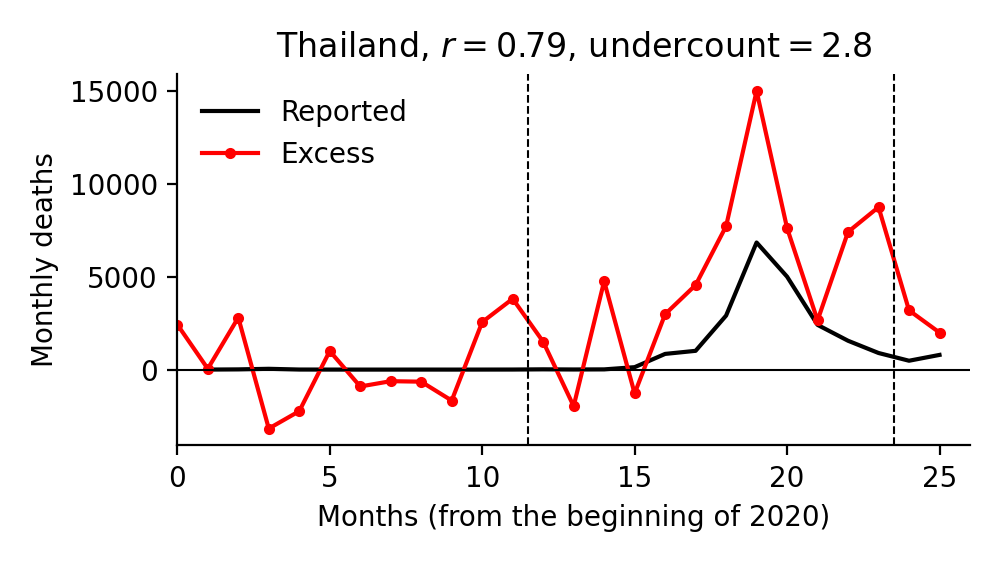 Thailand, r = 0.79, undercount = 2.8
15000
10000
5000
0
Monthly deaths
Reported
Excess
0 5 10 15 20 25
Months (from the beginning of 2020)